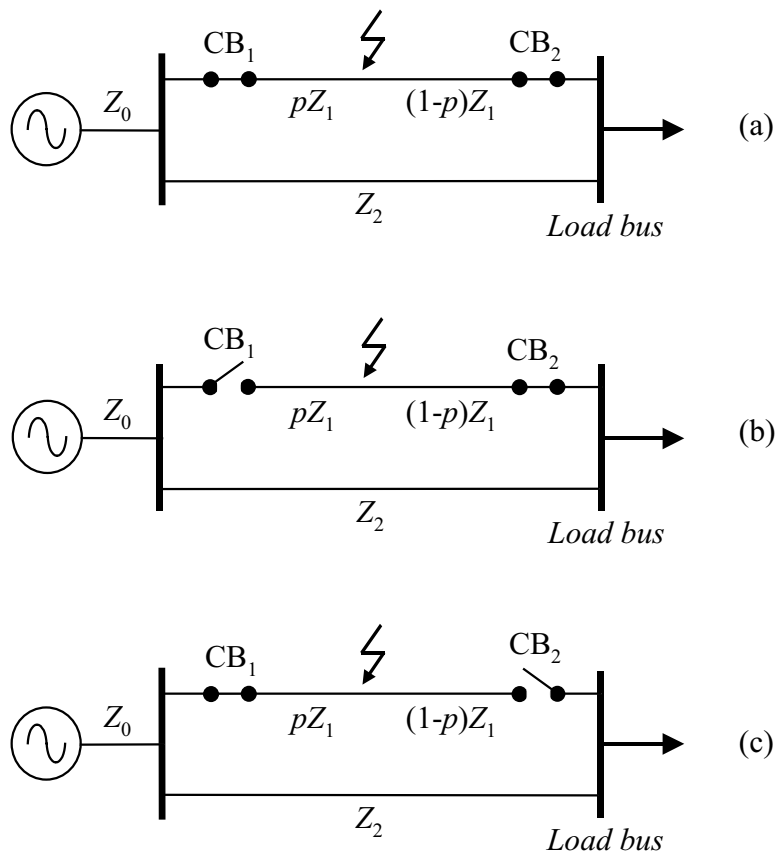 CB₁ CB₂
Z₀ pZ₁ (1-p)Z₁ (a)
Z₂
Load bus
CB₁ CB₂
Z₀ pZ₁ (1-p)Z₁ (b)
Z₂
Load bus
CB₁ CB₂
Z₀ pZ₁ (1-p)Z₁ (c)
Z₂
Load bus